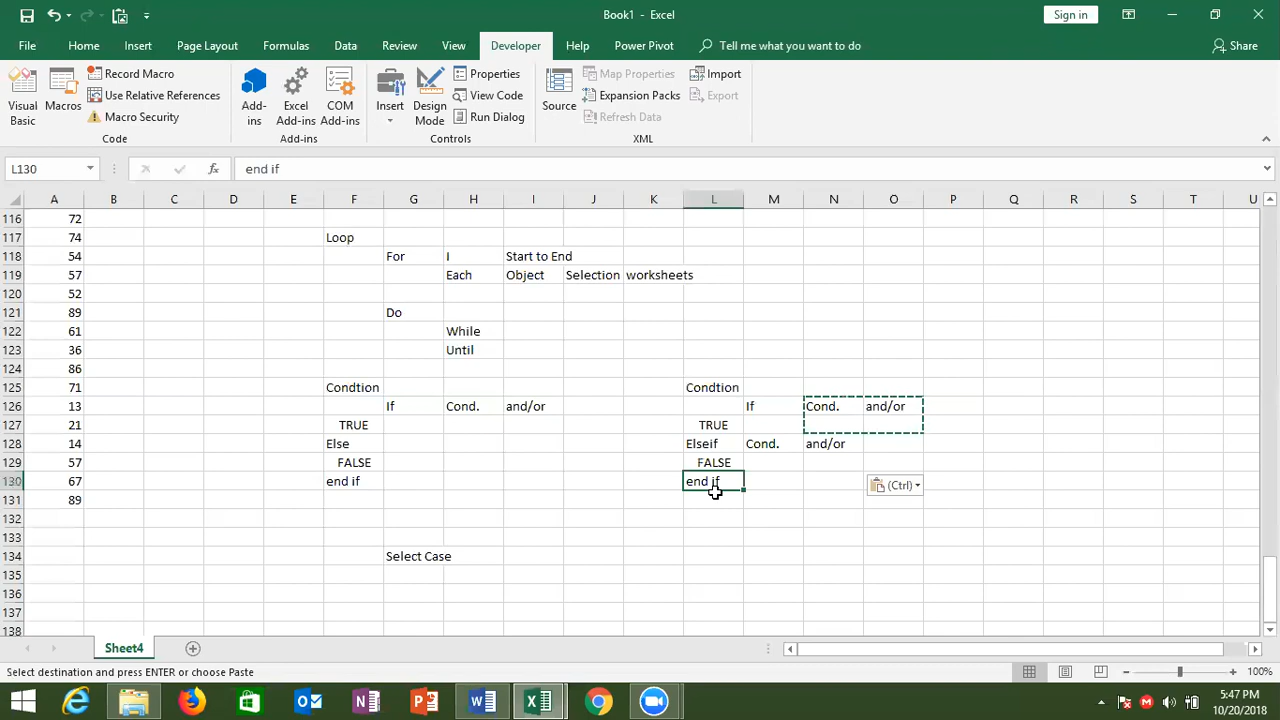 Book1 - Excel
Sign in
File Home Insert Page Layout Formulas Data Review View Developer Help Power Pivot Tell me what you want to do Share
Visual Basic
Macros
Record Macro
Use Relative References
Macro Security
Code
Add-ins
Excel Add-ins
COM Add-ins
Add-ins
Insert
Design Mode
Properties
View Code
Run Dialog
Controls
Source
Map Properties
Expansion Packs
Refresh Data
Import
Export
XML
L130 fx end if
A B C D E F G H I J K L M N O P Q R S T U
116 72
117 74 Loop
118 54 For I Start to End
119 57 Each Object Selection worksheets
120 52
121 89 Do
122 61 While
123 36 Until
124 86
125 71 Condtion Condtion
126 13 If Cond. and/or If Cond. and/or
127 21 TRUE TRUE
128 14 Else Elseif Cond. and/or
129 57 FALSE FALSE
130 67 end if end if (Ctrl)
131 89
132
133
134 Select Case
135
136
137
138
Sheet4
Select destination and press ENTER or choose Paste 100%
5:47 PM
10/20/2018